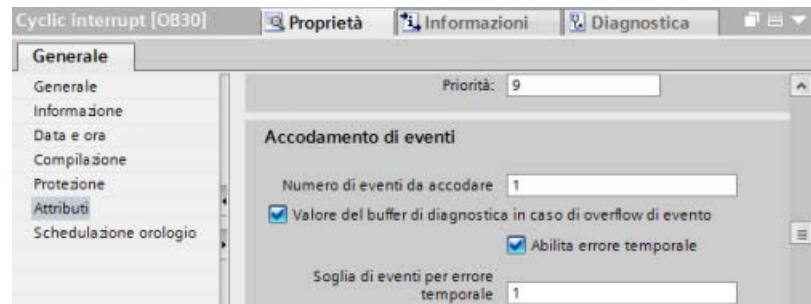 Cyclic interrupt [OB30]
Proprietà
Informazioni
Diagnostica
Generale
Generale
Informazione
Data e ora
Compilazione
Protezione
Attributi
Schedulazione orologio
Priorità: 9
Accodamento di eventi
Numero di eventi da accodare 1
Valore del buffer di diagnostica in caso di overflow di evento
Abilita errore temporale
Soglia di eventi per errore
temporale 1